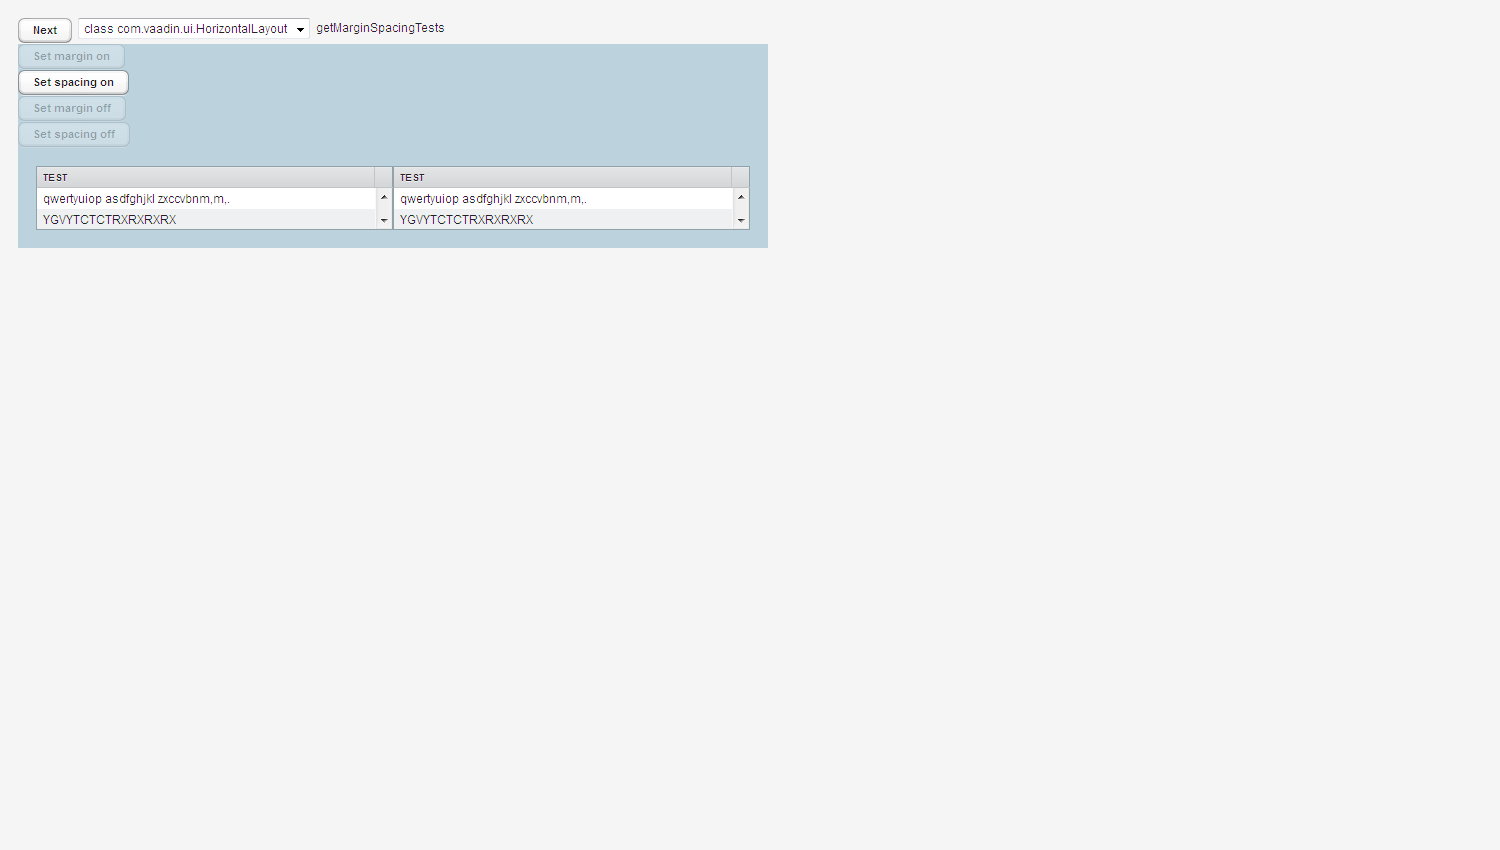 Next class com.vaadin.ui.HorizontalLayout getMarginSpacingTests
Set margin on
Set spacing on
Set margin off
Set spacing off
TEST TEST
qwertyuiop asdfghjkl zxccvbnm,m,. qwertyuiop asdfghjkl zxccvbnm,m,.
YGVYTCTCTRXRXRXRX YGVYTCTCTRXRXRXRX